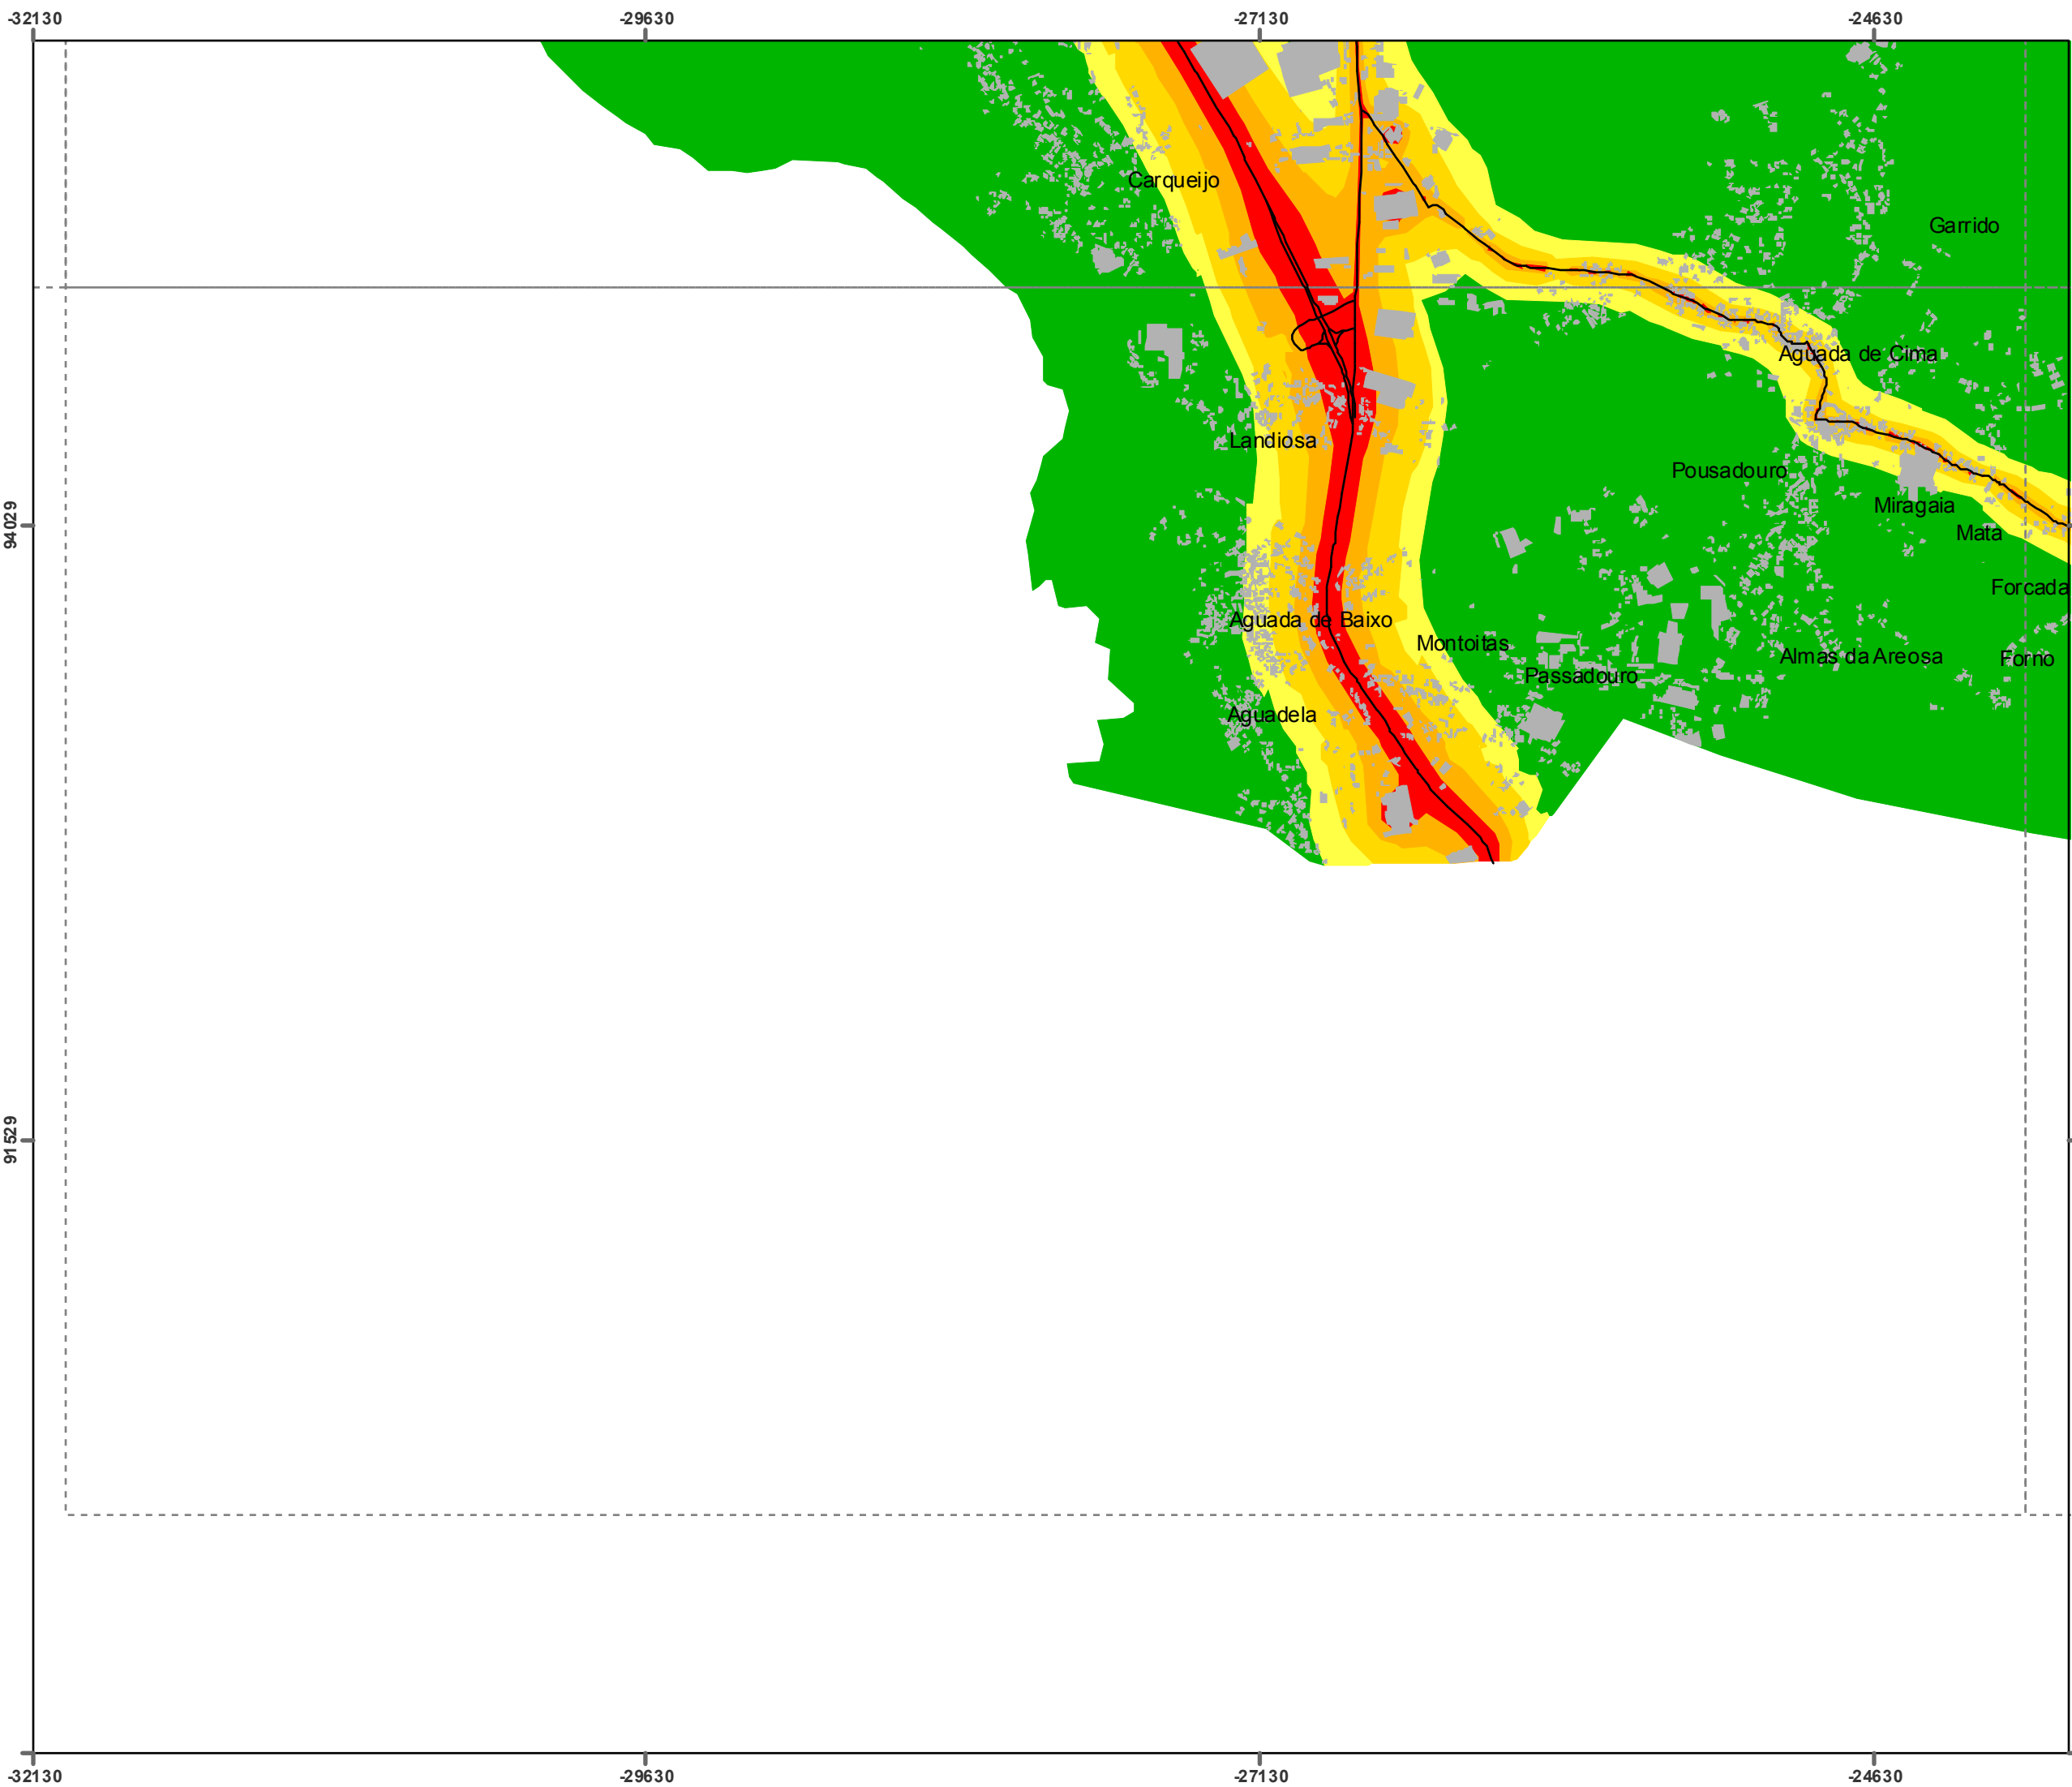 -32130
-29630
-27130
-24630
Carqueijo
Garrido
Aguada de Cima
Landiosa
Pousadouro
Miragaia
94029
Mata
Forcada
Aguada de Baixo
Montoitas
Almas da Areosa
Forno
Passadouro
Aguadela
91529
-32130
-29630
-27130
-24630